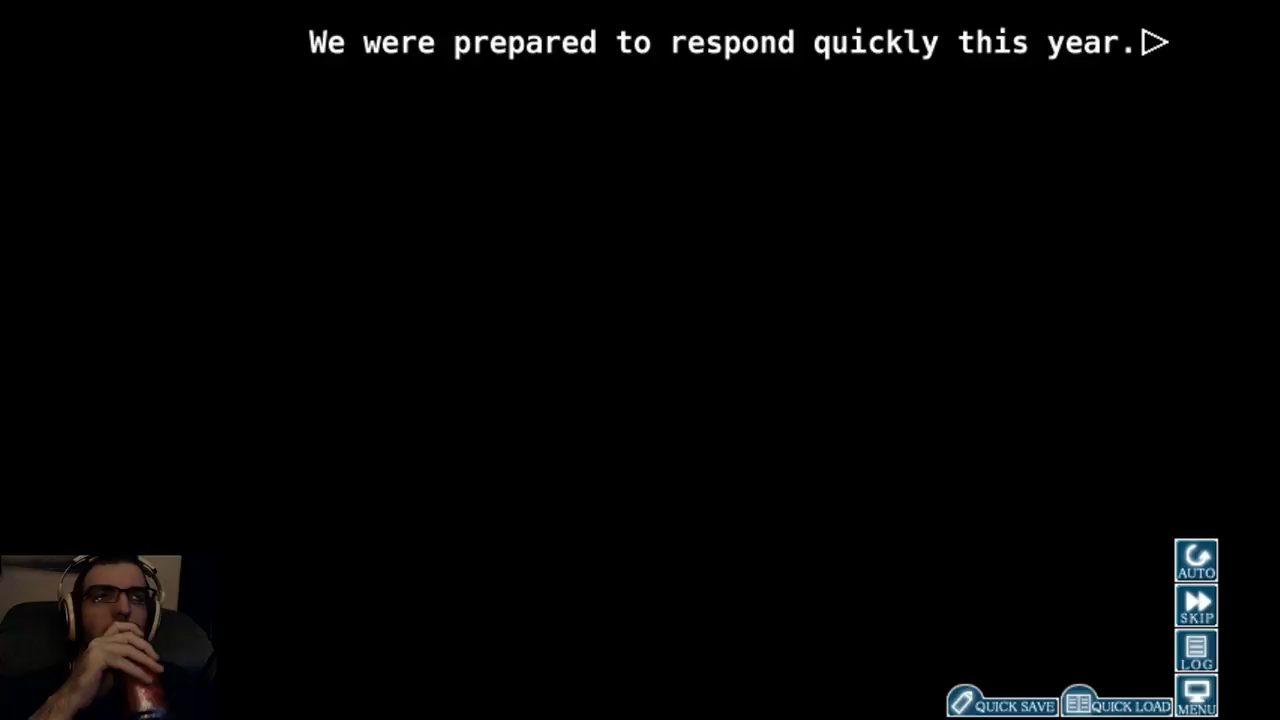 We were prepared to respond quickly this year.
AUTO
SKIP
LOG
QUICK SAVE
QUICK LOAD
MENU